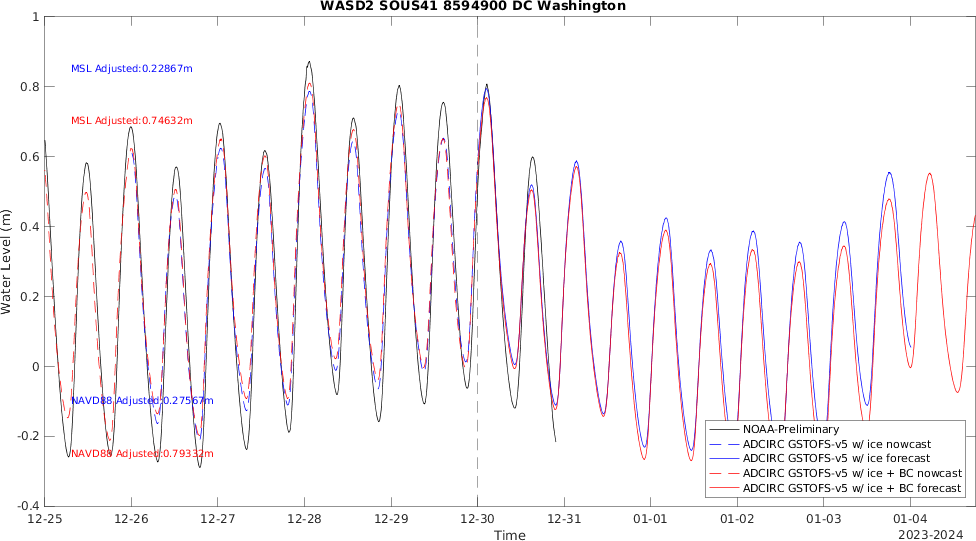 WASD2 SOUS41 8594900 DC Washington
1
MSL Adjusted:0.22867m
0.8
MSL Adjusted:0.74632m
0.6
0.4
Water Level (m)
0.2
0
NAVD88 Adjusted:0.27567m
-0.2
NAVD88 Adjusted:0.79332m
-0.4
NOAA-Preliminary
ADCIRC GSTOFS-v5 w/ ice nowcast
ADCIRC GSTOFS-v5 w/ ice forecast
ADCIRC GSTOFS-v5 w/ ice + BC nowcast
ADCIRC GSTOFS-v5 w/ ice + BC forecast
12-25 12-26 12-27 12-28 12-29 12-30 12-31 01-01 01-02 01-03 01-04
Time
2023-2024